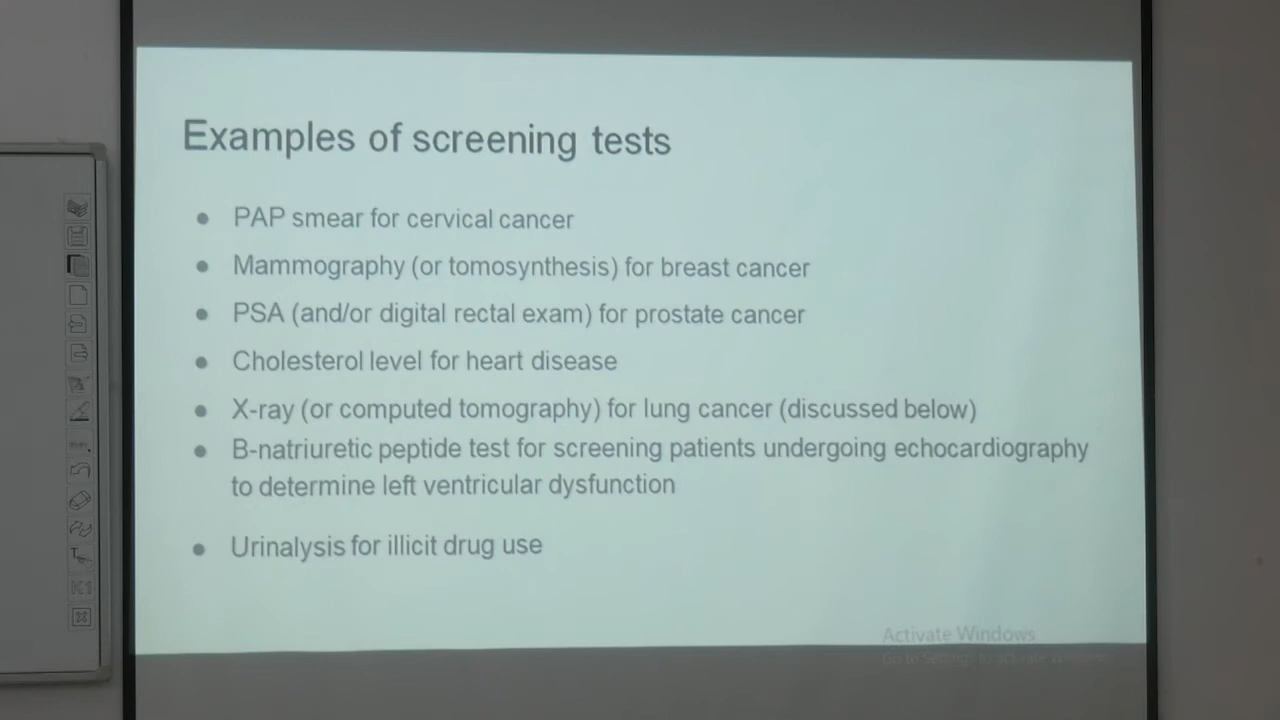 Examples of screening tests
● PAP smear for cervical cancer
● Mammography (or tomosynthesis) for breast cancer
● PSA (and/or digital rectal exam) for prostate cancer
● Cholesterol level for heart disease
● X-ray (or computed tomography) for lung cancer (discussed below)
● B-natriuretic peptide test for screening patients undergoing echocardiography
to determine left ventricular dysfunction
● Urinalysis for illicit drug use
Activate Windows
Go to Settings to activate Windows.